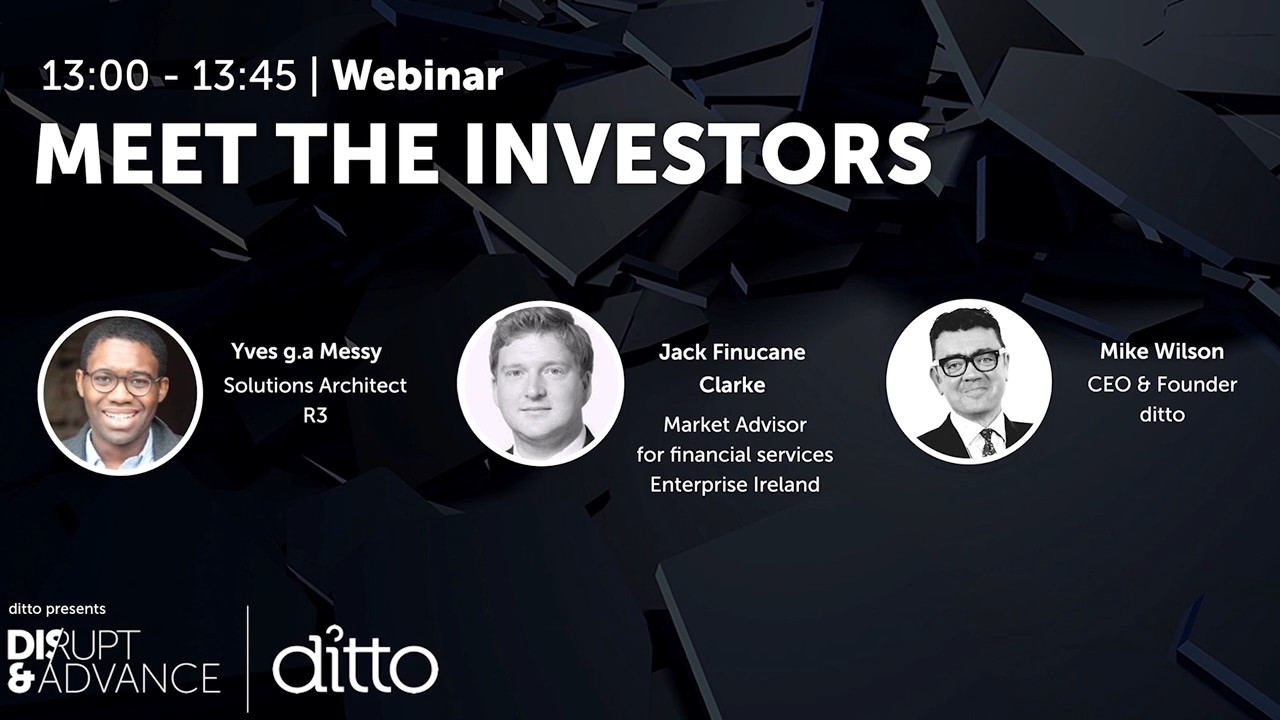 13:00 - 13:45 | Webinar
MEET THE INVESTORS
Yves g.a Messy
Solutions Architect
R3
Jack Finucane
Clarke
Market Advisor
for financial services
Enterprise Ireland
Mike Wilson
CEO & Founder
ditto
ditto presents
DISRUPT
&ADVANCE
ditto